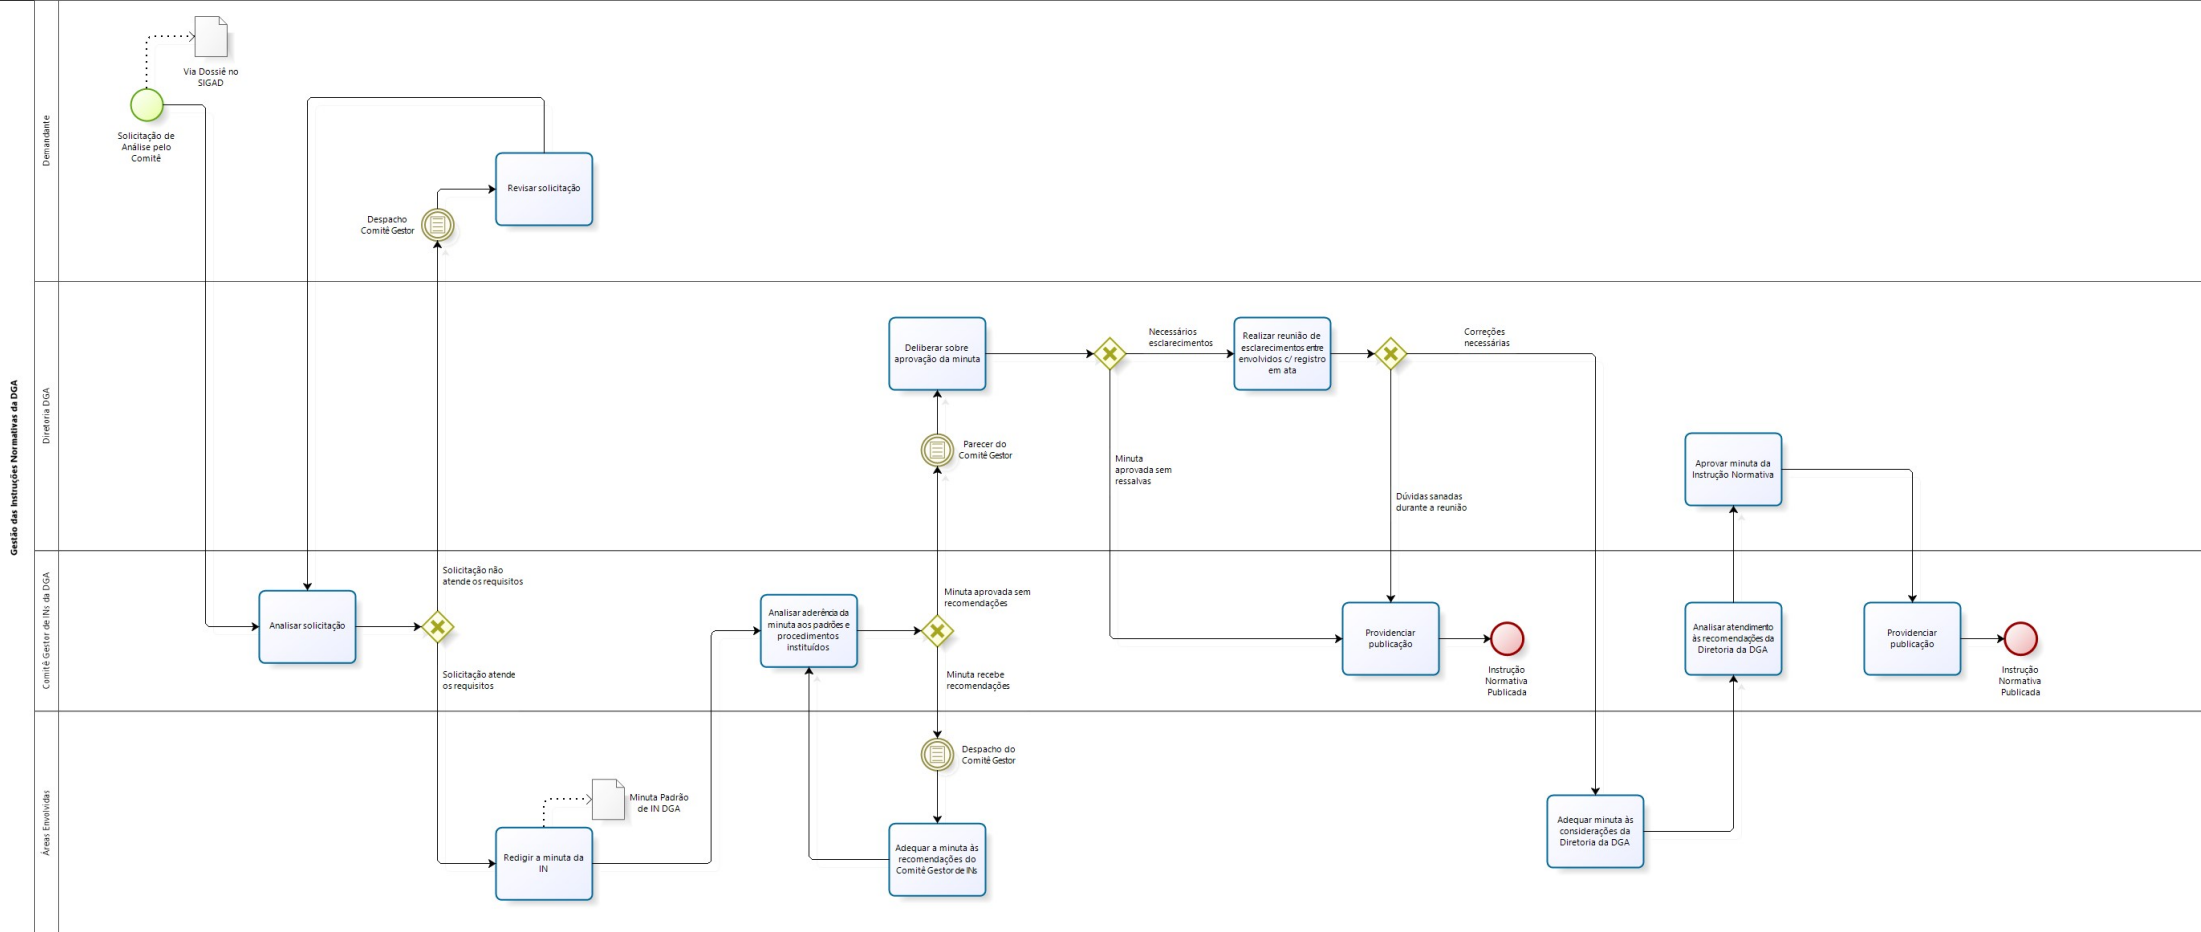 Gestão das Instruções Normativas da DGA
Demandante
Via Dossiê no
SIGAD
Solicitação de
Análise pelo
Comitê
Despacho
Comitê Gestor
Revisar solicitação
Diretoria DGA
Deliberar sobre
aprovação da minuta
Necessários
esclarecimentos
Realizar reunião de
esclarecimentos entre
envolvidos c/ registro
em ata
Correções
necessárias
Parecer do
Comitê Gestor
Minuta
aprovada sem
ressalvas
Dúvidas sanadas
durante a reunião
Aprovar minuta da
Instrução Normativa
Comitê Gestor de INs da DGA
Analisar solicitação
Solicitação não
atende os requisitos
Solicitação atende
os requisitos
Analisar aderência da
minuta aos padrões e
procedimentos
instituídos
Minuta aprovada sem
recomendações
Minuta recebe
recomendações
Providenciar
publicação
Instrução
Normativa
Publicada
Analisar atendimento
às recomendações da
Diretoria da DGA
Providenciar
publicação
Instrução
Normativa
Publicada
Áreas Envolvidas
Redigir a minuta da
IN
Minuta Padrão
de IN DGA
Despacho do
Comitê Gestor
Adequar a minuta às
recomendações do
Comitê Gestor de INs
Adequar minuta às
considerações da
Diretoria da DGA